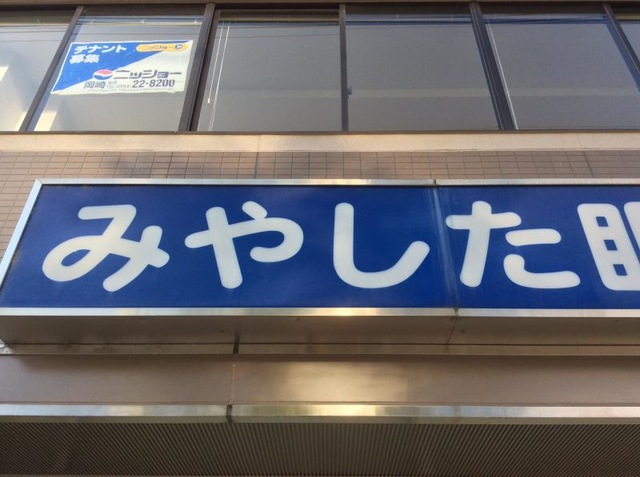 テナント
募集
ニッショー
岡崎
22-8200
みやした